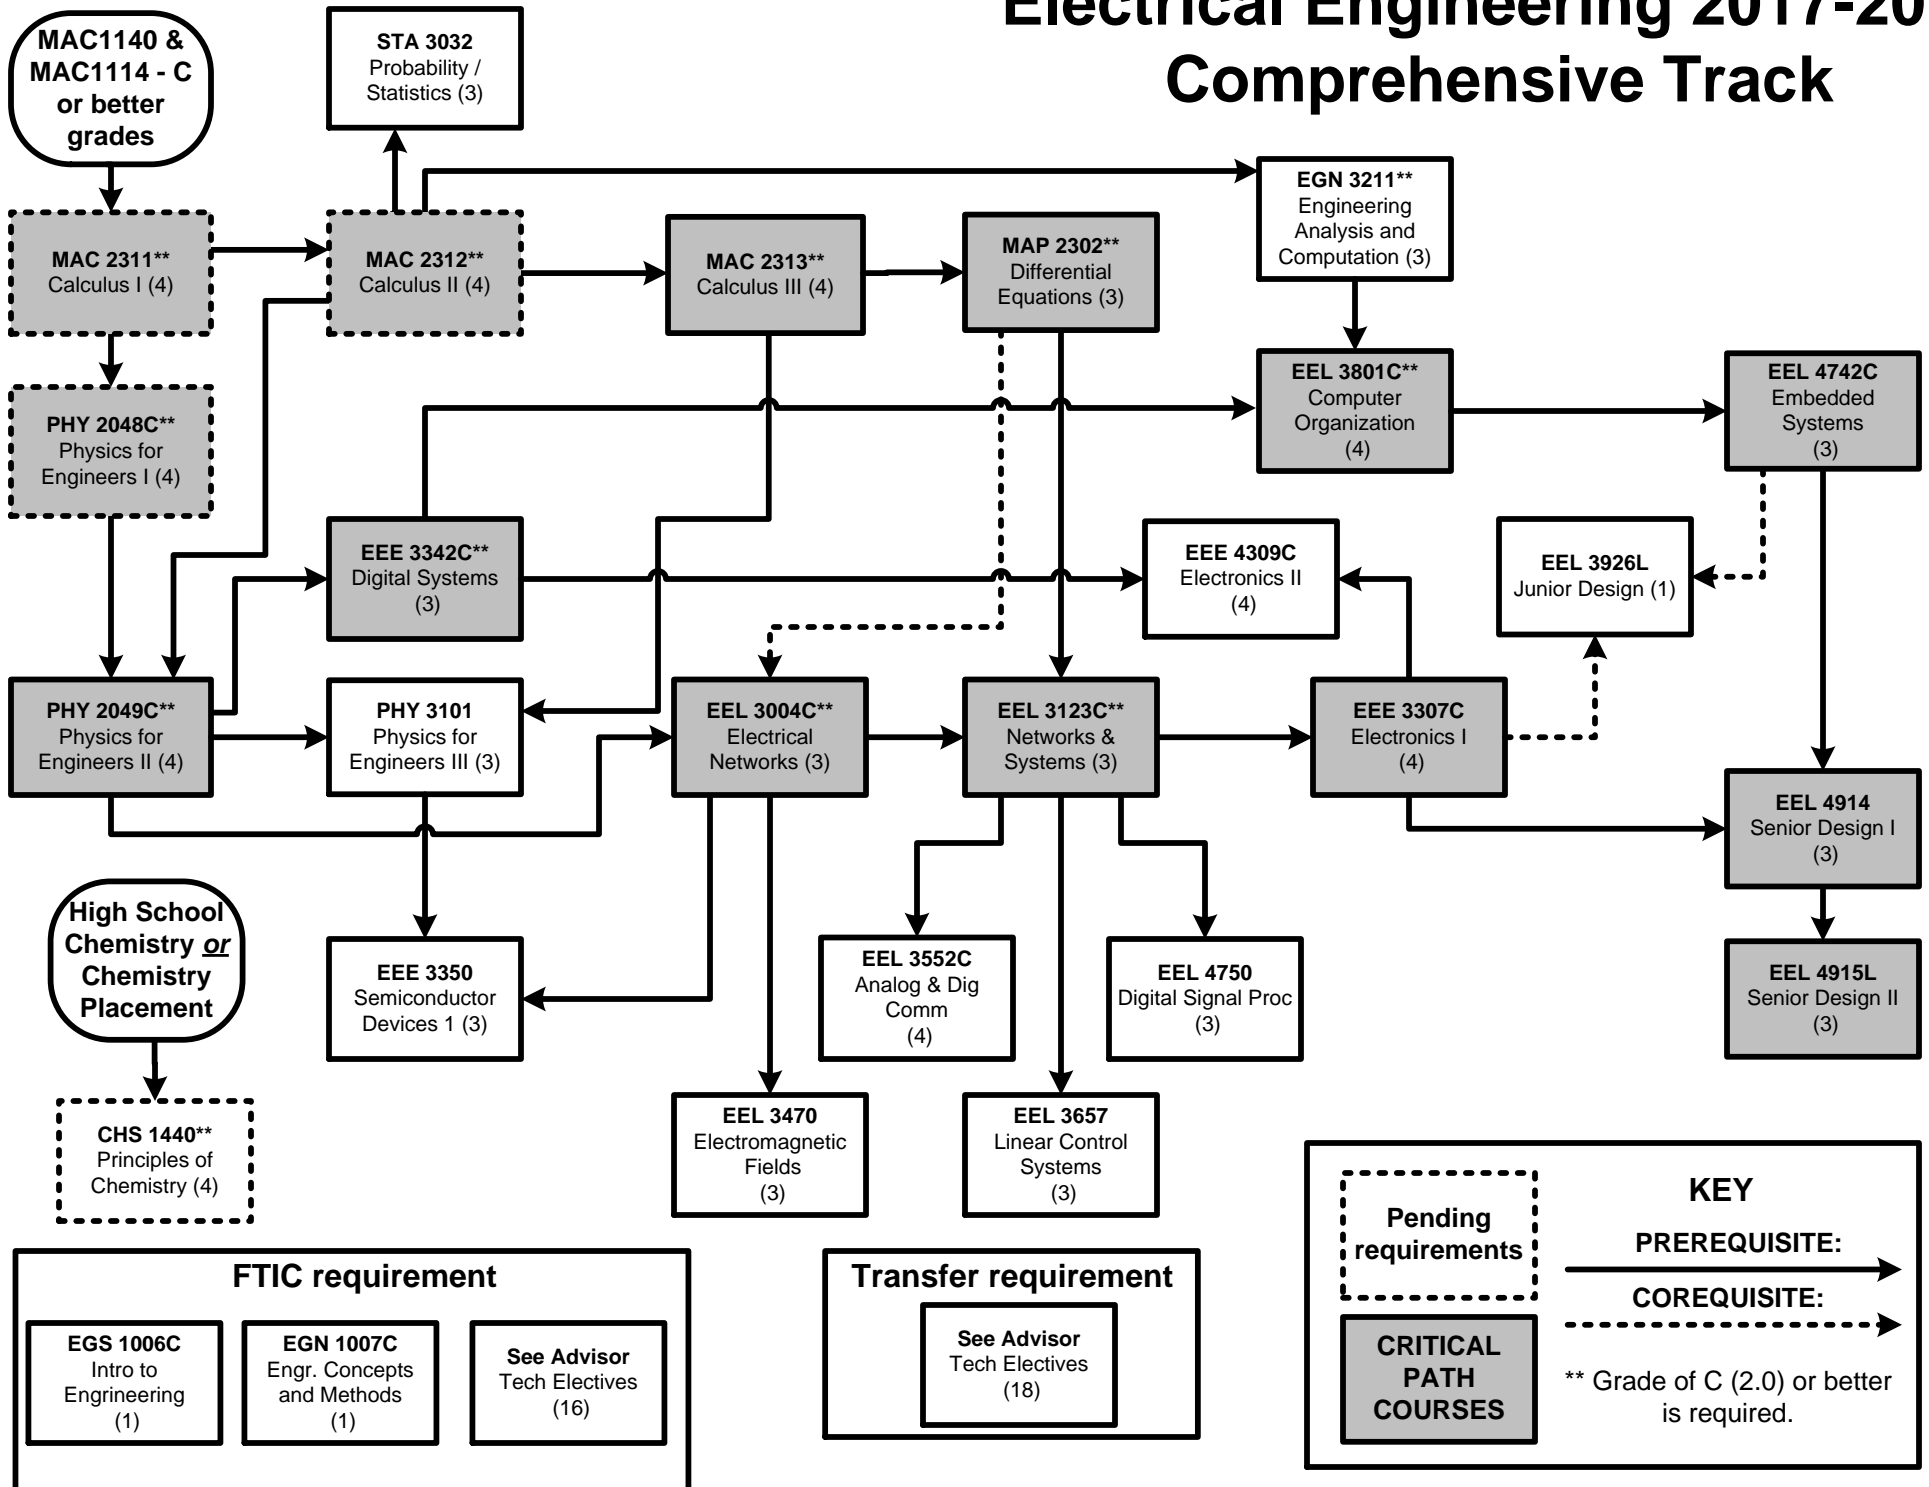 Electrical Engineering 2017-20
Comprehensive Track
MAC1140 &
MAC1114 - C
or better
grades
STA 3032
Probability /
Statistics (3)
EGN 3211**
Engineering
Analysis and
Computation (3)
MAC 2311**
Calculus I (4)
MAC 2312**
Calculus II (4)
MAC 2313**
Calculus III (4)
MAP 2302**
Differential
Equations (3)
EEL 3801C**
Computer
Organization
(4)
EEL 4742C
Embedded
Systems
(3)
PHY 2048C**
Physics for
Engineers I (4)
EEE 3342C**
Digital Systems
(3)
EEE 4309C
Electronics II
(4)
EEL 3926L
Junior Design (1)
PHY 2049C**
Physics for
Engineers II (4)
PHY 3101
Physics for
Engineers III (3)
EEL 3004C**
Electrical
Networks (3)
EEL 3123C**
Networks &
Systems (3)
EEE 3307C
Electronics I
(4)
EEL 4914
Senior Design I
(3)
High School
Chemistry or
Chemistry
Placement
EEE 3350
Semiconductor
Devices 1 (3)
EEL 3552C
Analog & Dig
Comm
(4)
EEL 4750
Digital Signal Proc
(3)
EEL 4915L
Senior Design II
(3)
CHS 1440**
Principles of
Chemistry (4)
EEL 3470
Electromagnetic
Fields
(3)
EEL 3657
Linear Control
Systems
(3)
FTIC requirement
EGS 1006C
Intro to
Engrineering
(1)
EGN 1007C
Engr. Concepts
and Methods
(1)
See Advisor
Tech Electives
(16)
Transfer requirement
See Advisor
Tech Electives
(18)
KEY
Pending
requirements
PREREQUISITE:
COREQUISITE:
CRITICAL
PATH
COURSES
** Grade of C (2.0) or better
is required.